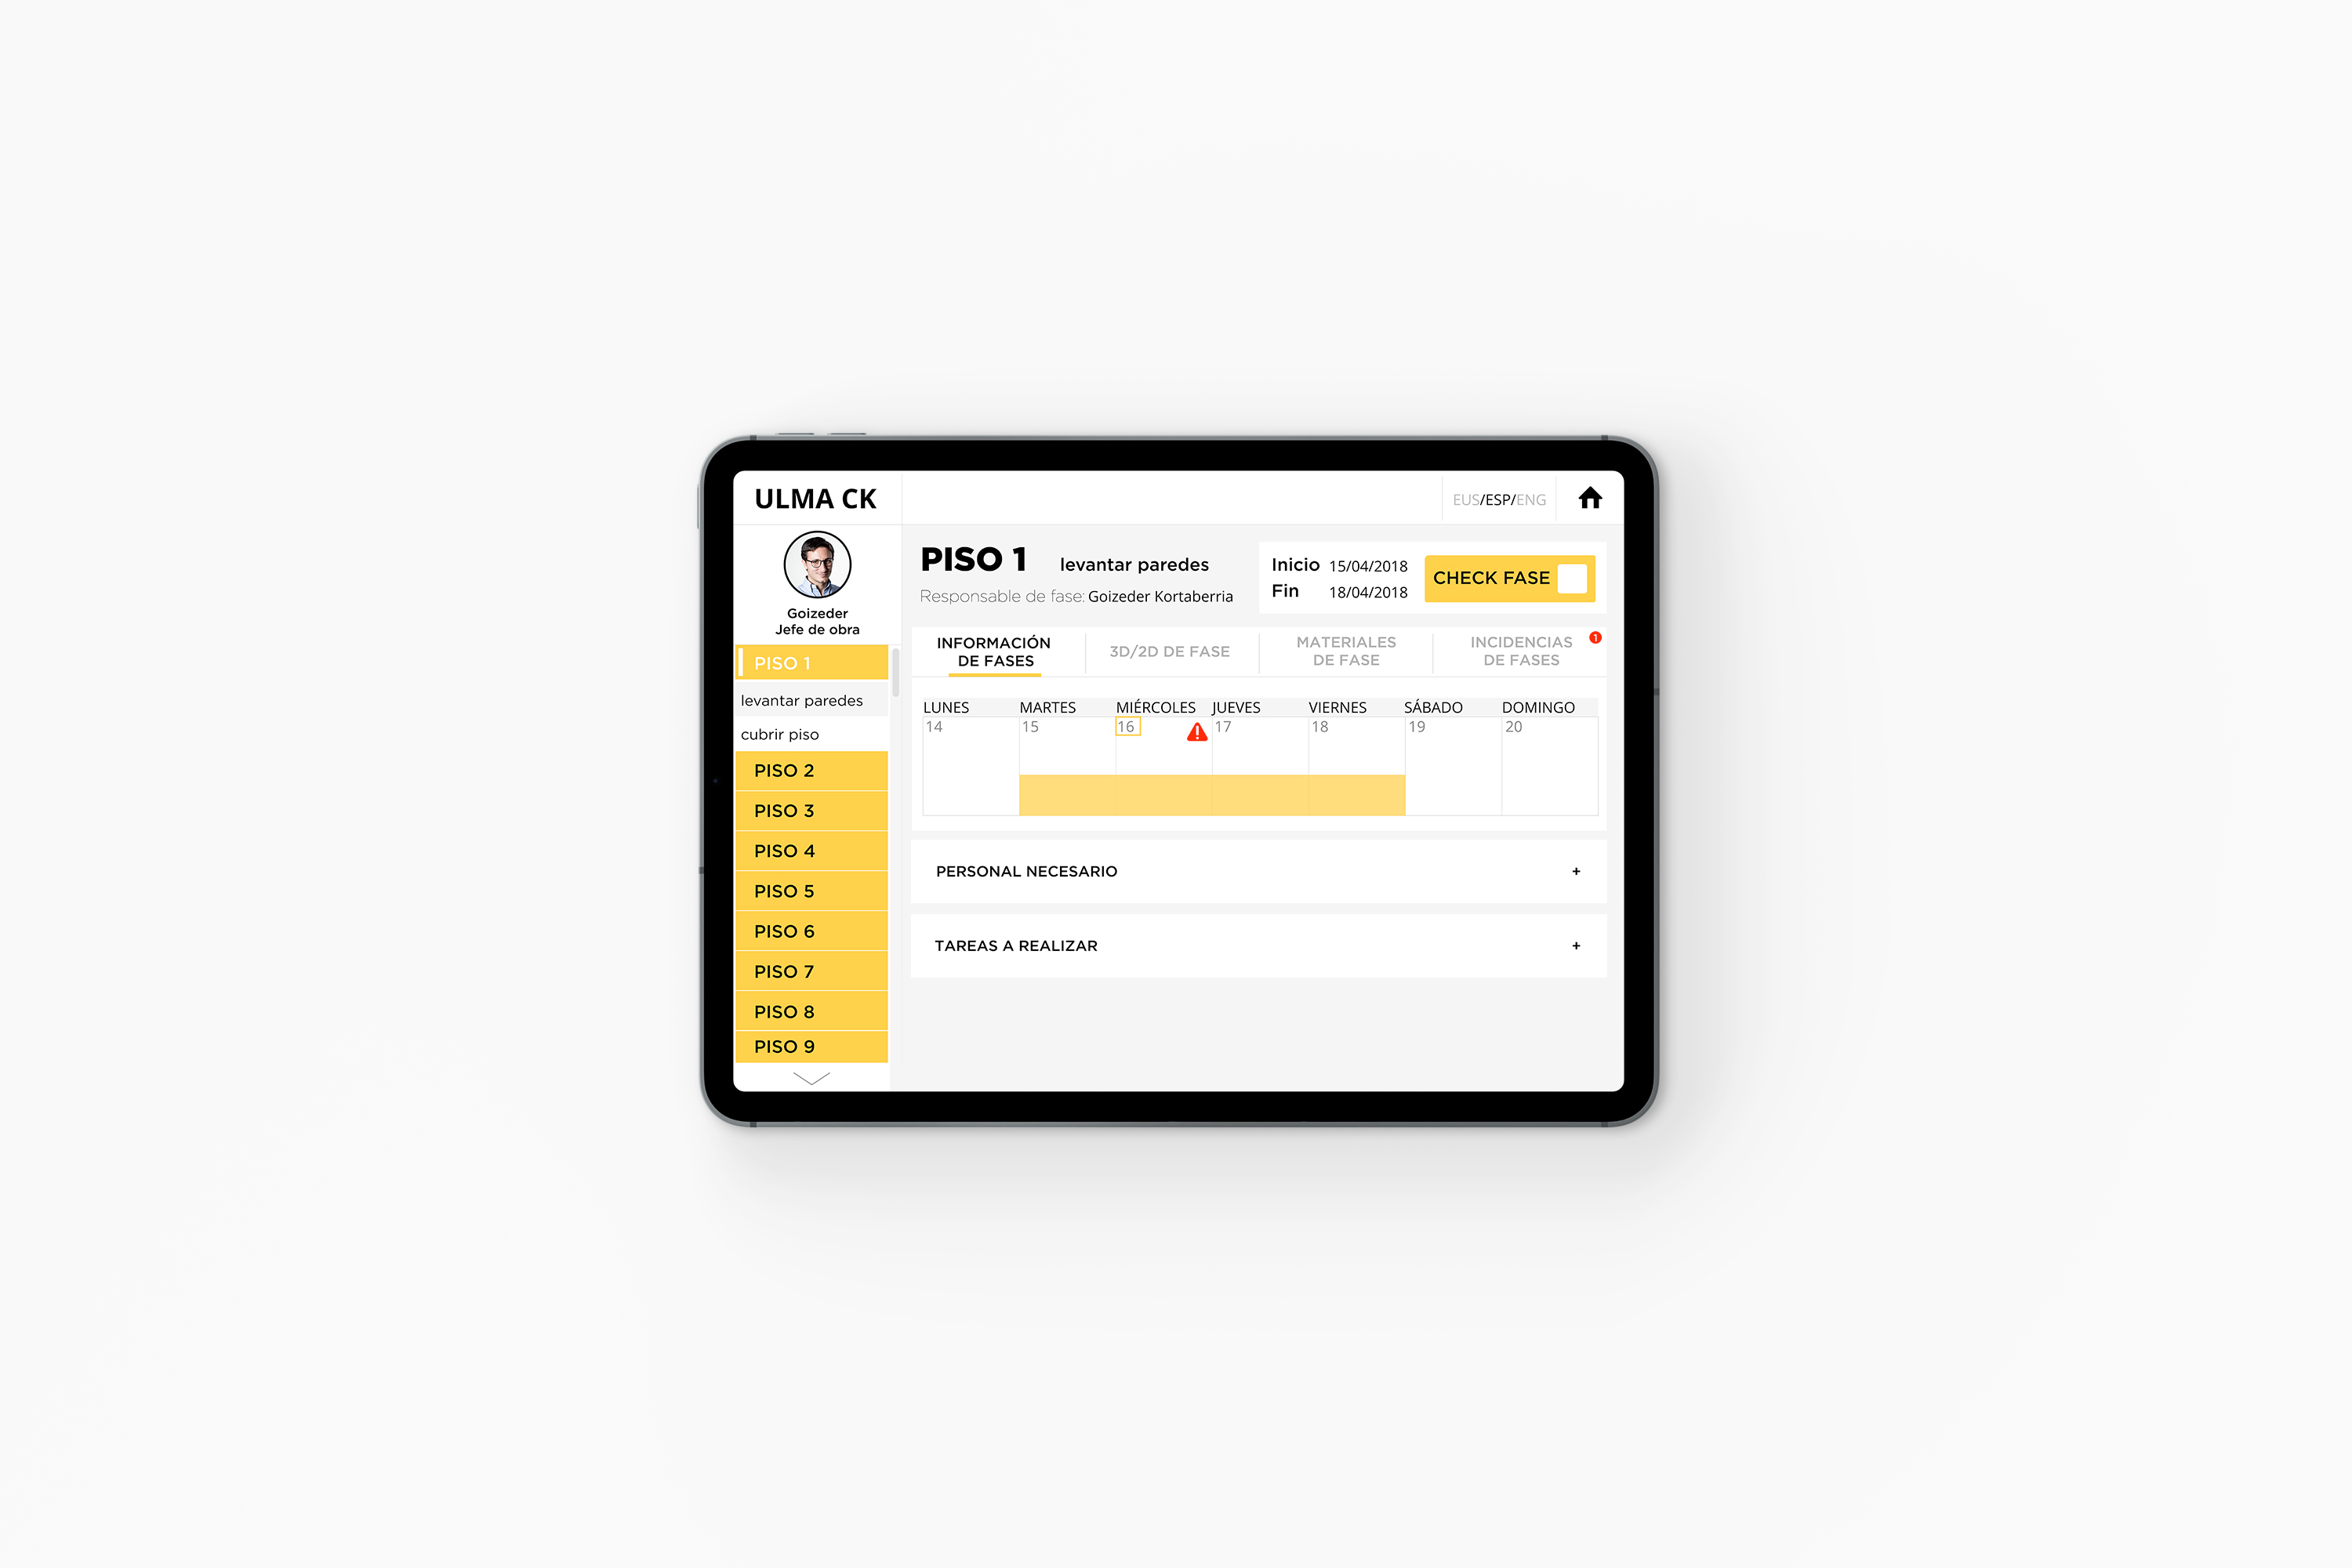 ULMA CK
EUS/ESP/ENG
Goizeder
Jefe de obra
PISO 1
levantar paredes
cubrir piso
PISO 2
PISO 3
PISO 4
PISO 5
PISO 6
PISO 7
PISO 8
PISO 9
PISO 1 levantar paredes
Responsable de fase: Goizeder Kortaberria
Inicio 15/04/2018
Fin 18/04/2018
CHECK FASE
INFORMACIÓN
DE FASES
3D/2D DE FASE
MATERIALES
DE FASE
INCIDENCIAS
DE FASES
1
LUNES MARTES MIÉRCOLES JUEVES VIERNES SÁBADO DOMINGO
14 15 16 17 18 19 20
PERSONAL NECESARIO +
TAREAS A REALIZAR +